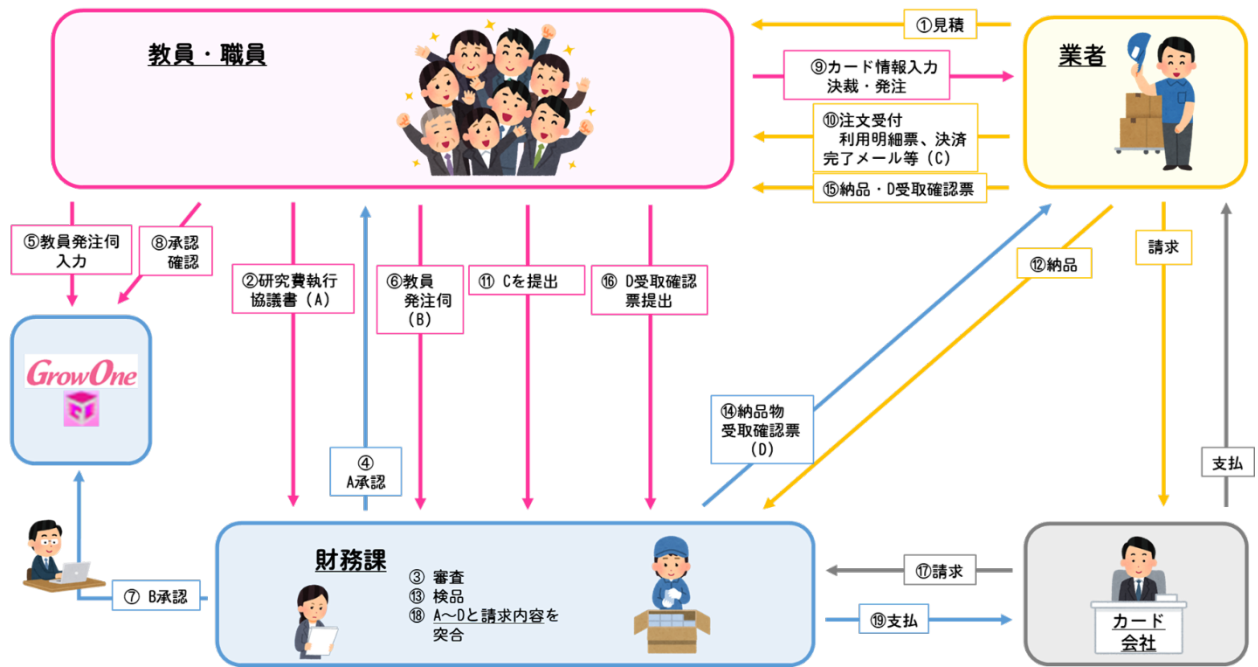 教員・職員
①見積
業者
⑨カード情報入力
決裁・発注
⑩注文受付
利用明細票、決済
完了メール等（C）
⑮納品・D受取確認票
⑤教員発注伺
入力
⑧承認
確認
②研究費執行
協議書（A）
⑥教員
発注伺
（B）
⑪ Cを提出
⑯ D受取確認
票提出
⑫納品
請求
GrowOne
⑭納品物
受取確認票
（D）
④
A承認
支払
財務課
③ 審査
⑬ 検品
⑱ A～Dと請求内容を
突合
⑦ B承認
⑰請求
⑲支払
カード
会社